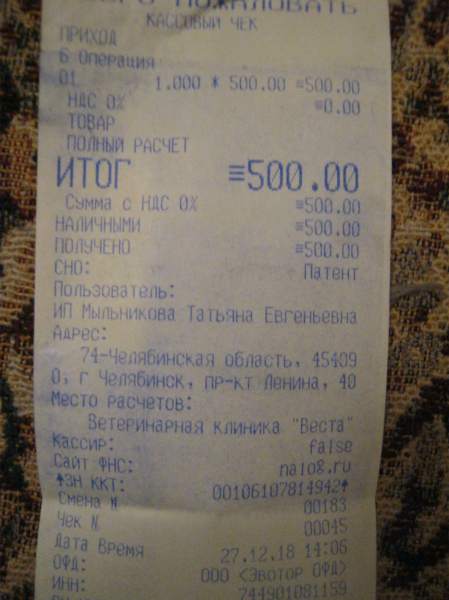 ПОЖАЛОВАТЬ
КАССОВЫЙ ЧЕК
ПРИХОД
6 Операция
01 1.000 * 500.00 =500.00
НДС 0% =0.00
ТОВАР
ПОЛНЫЙ РАСЧЕТ
ИТОГ =500.00
Сумма с НДС 0% =500.00
НАЛИЧНЫМИ =500.00
ПОЛУЧЕНО =500.00
СНО: Патент
Пользователь:
ИП Мыльникова Татьяна Евгеньевна
Адрес:
74-Челябинская область, 45409
0, г Челябинск, пр-кт Ленина, 40
Место расчетов:
Ветеринарная клиника "Веста"
Кассир: false
Сайт ФНС: nalog.ru
ЗН ККТ: 00106107814942
Смена N 00183
Чек N 00045
Дата Время 27.12.18 14:06
ОФД: ООО <Эвотор ОФД>
ИНН: 744901081159